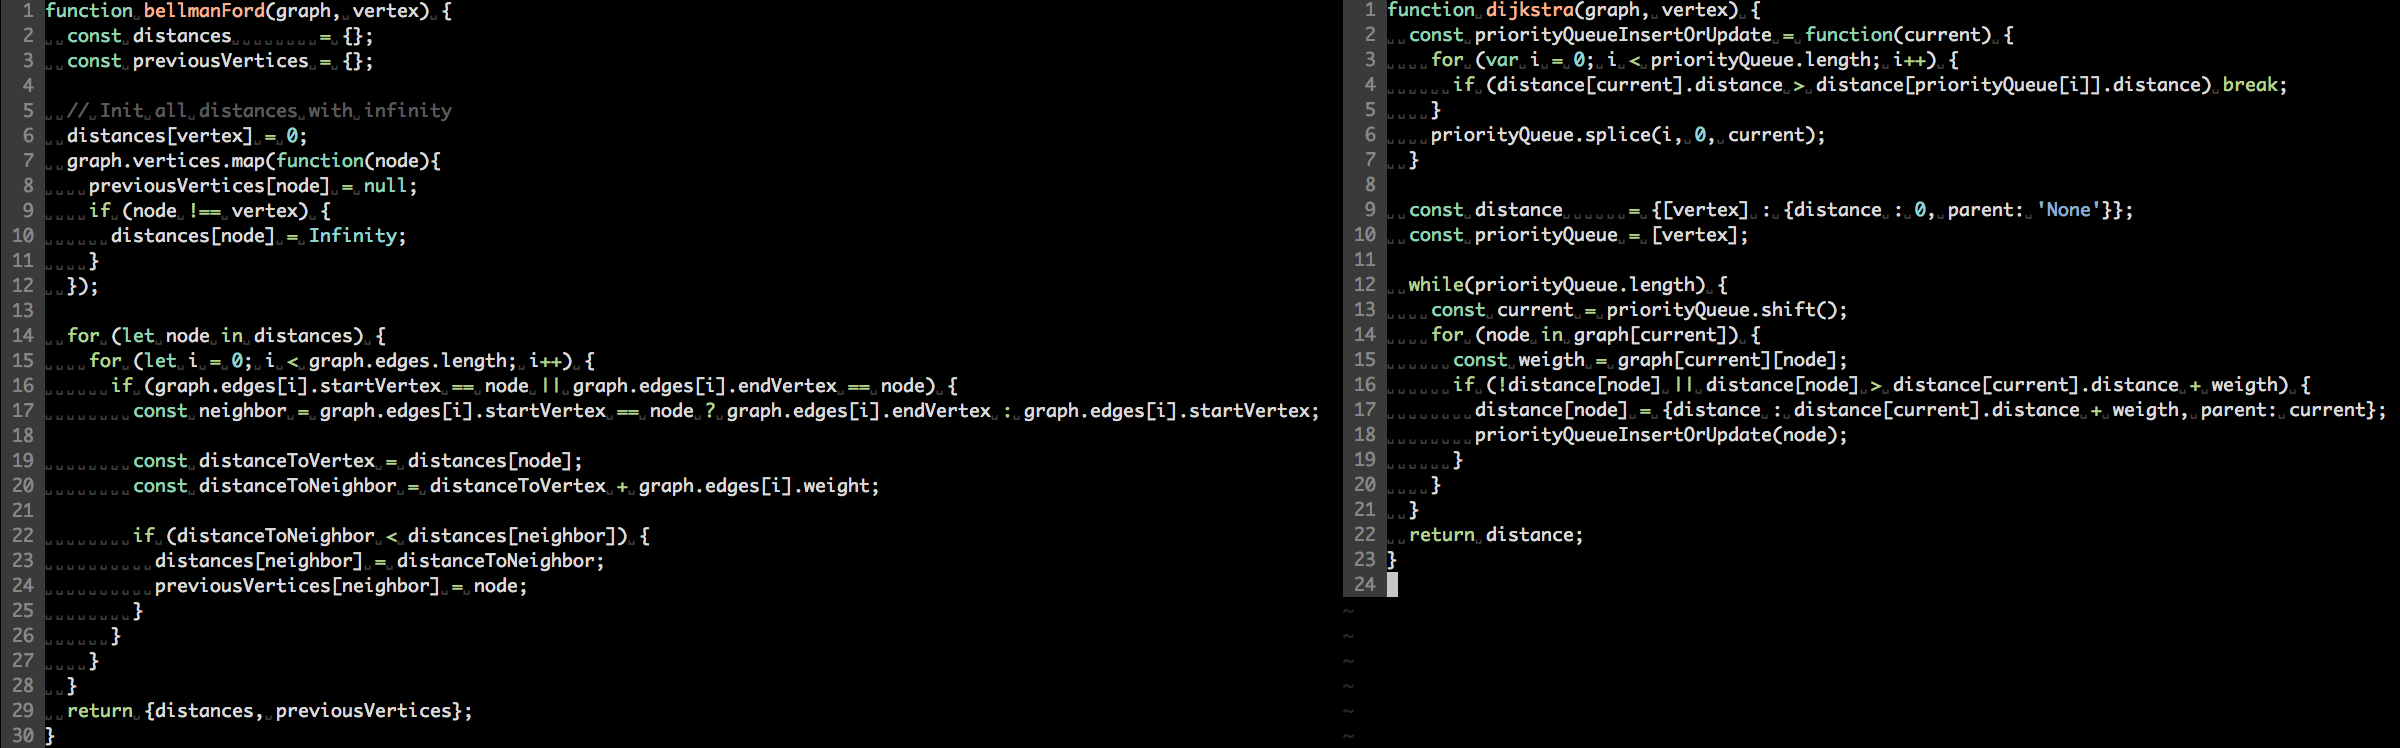 1 function bellmanFord(graph, vertex) {
2   const distances        = {};
3   const previousVertices = {};
4
5   // Init all distances with infinity
6   distances[vertex] = 0;
7   graph.vertices.map(function(node){
8     previousVertices[node] = null;
9     if (node !== vertex) {
10       distances[node] = Infinity;
11     }
12   });
13
14   for (let node in distances) {
15     for (let i = 0; i < graph.edges.length; i++) {
16       if (graph.edges[i].startVertex == node || graph.edges[i].endVertex == node) {
17         const neighbor = graph.edges[i].startVertex == node ? graph.edges[i].endVertex : graph.edges[i].startVertex;
18
19         const distanceToVertex = distances[node];
20         const distanceToNeighbor = distanceToVertex + graph.edges[i].weight;
21
22         if (distanceToNeighbor < distances[neighbor]) {
23           distances[neighbor] = distanceToNeighbor;
24           previousVertices[neighbor] = node;
25         }
26       }
27     }
28   }
29   return {distances, previousVertices};
30 }
1 function dijkstra(graph, vertex) {
2   const priorityQueueInsertOrUpdate = function(current) {
3     for (var i = 0; i < priorityQueue.length; i++) {
4       if (distance[current].distance > distance[priorityQueue[i]].distance) break;
5     }
6     priorityQueue.splice(i, 0, current);
7   }
8
9   const distance      = {[vertex] : {distance : 0, parent: 'None'}};
10   const priorityQueue = [vertex];
11
12   while(priorityQueue.length) {
13     const current = priorityQueue.shift();
14     for (node in graph[current]) {
15       const weigth = graph[current][node];
16       if (!distance[node] || distance[node] > distance[current].distance + weigth) {
17         distance[node] = {distance : distance[current].distance + weigth, parent: current};
18         priorityQueueInsertOrUpdate(node);
19       }
20     }
21   }
22   return distance;
23 }
24
~
~
~
~
~
~